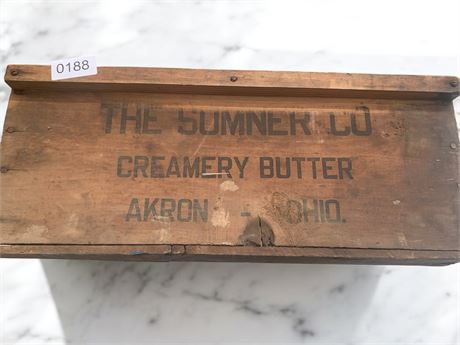 0188
THE SUMNER CO
CREAMERY BUTTER
AKRON - OHIO.